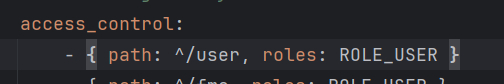 access_control:
- { path: ^/user, roles: ROLE_USER }